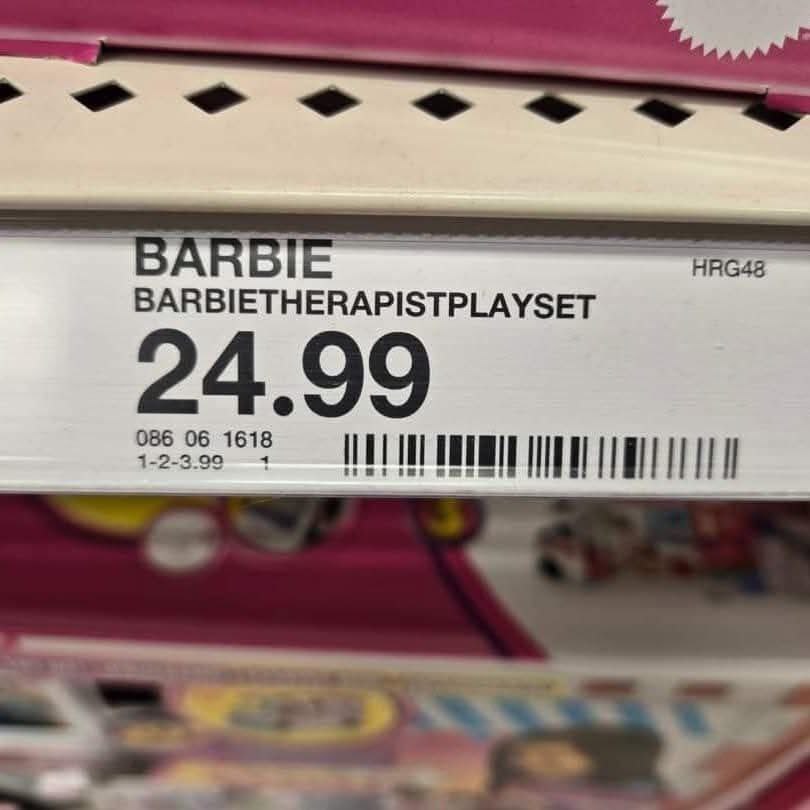 BARBIE
HRG48
BARBIETHERAPISTPLAYSET
24.99
086 06 1618
1-2-3.99 1